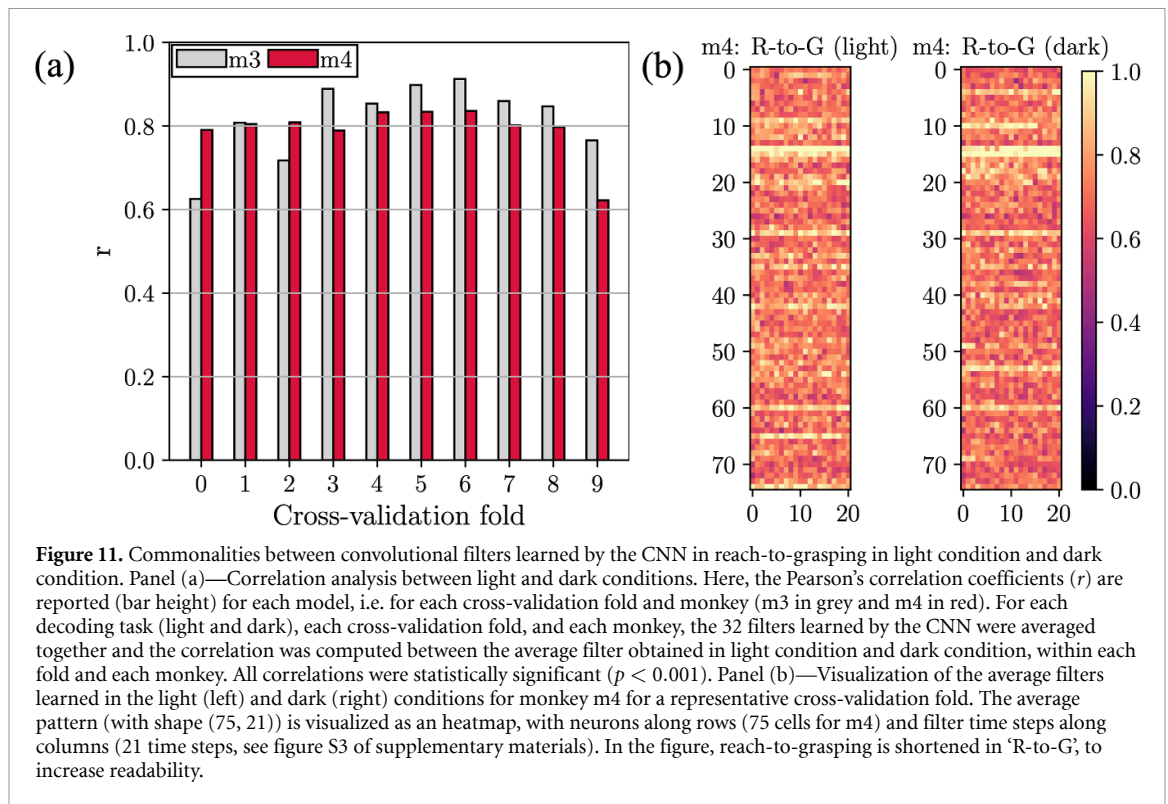 (a)
m3 m4
1.0
0.8
0.6
0.4
0.2
0.0
r
0 1 2 3 4 5 6 7 8 9
Cross-validation fold
(b)
m4: R-to-G (light)
0
10
20
30
40
50
60
70
0 10 20
m4: R-to-G (dark)
0
10
20
30
40
50
60
70
0 10 20
1.0
0.8
0.6
0.4
0.2
0.0
Figure 11. Commonalities between convolutional filters learned by the CNN in reach-to-grasping in light condition and dark
condition. Panel (a)—Correlation analysis between light and dark conditions. Here, the Pearson's correlation coefficients (r) are
reported (bar height) for each model, i.e. for each cross-validation fold and monkey (m3 in grey and m4 in red). For each
decoding task (light and dark), each cross-validation fold, and each monkey, the 32 filters learned by the CNN were averaged
together and the correlation was computed between the average filter obtained in light condition and dark condition, within each
fold and each monkey. All correlations were statistically significant (p < 0.001). Panel (b)—Visualization of the average filters
learned in the light (left) and dark (right) conditions for monkey m4 for a representative cross-validation fold. The average
pattern (with shape (75, 21)) is visualized as an heatmap, with neurons along rows (75 cells for m4) and filter time steps along
columns (21 time steps, see figure S3 of supplementary materials). In the figure, reach-to-grasping is shortened in 'R-to-G', to
increase readability.